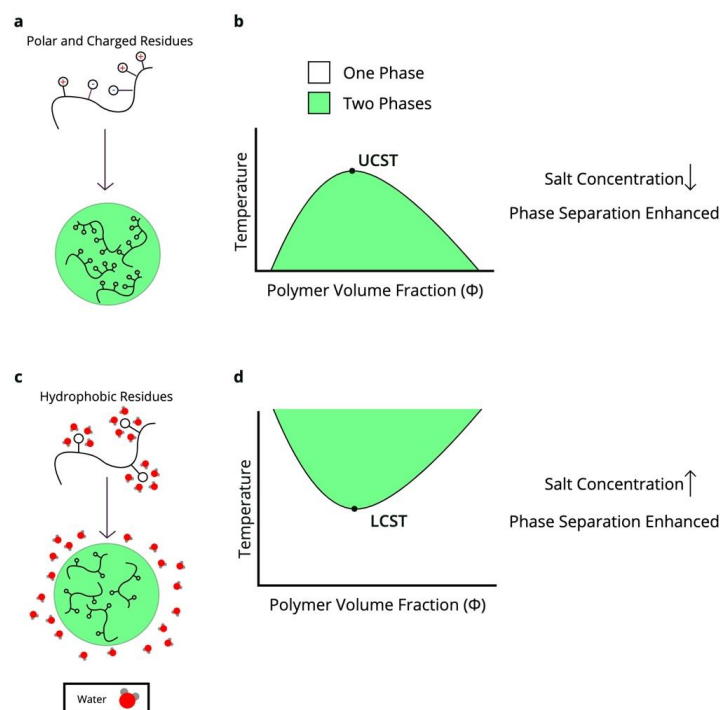 a
Polar and Charged Residues
+
-
-
+
+
b
One Phase
Two Phases
UCST
Temperature
Polymer Volume Fraction (Φ)
Salt Concentration↓
Phase Separation Enhanced
c
Hydrophobic Residues
Water
d
LCST
Temperature
Polymer Volume Fraction (Φ)
Salt Concentration↑
Phase Separation Enhanced